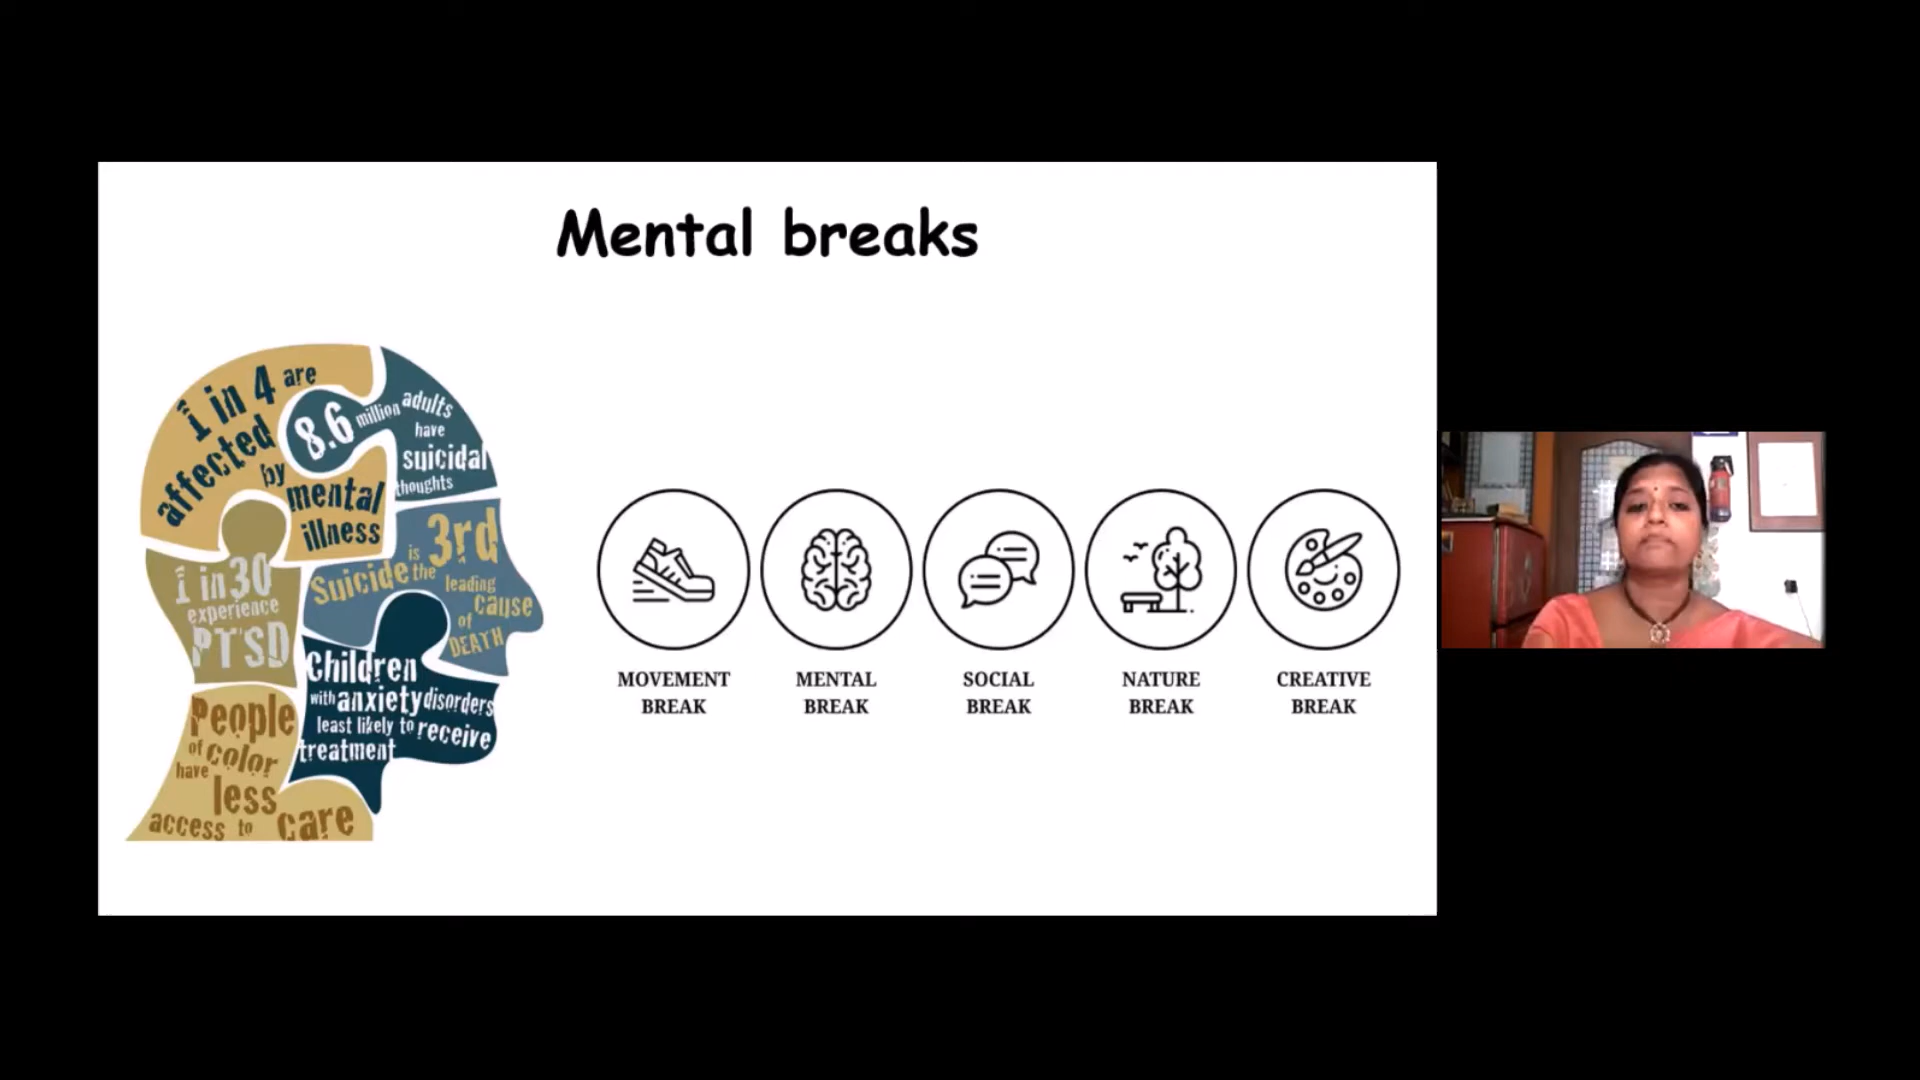 Mental breaks
1 in 4 are
affected
by
mental
illness
8.6 million adults
have
suicidal
thoughts
1 in 30
experience
PTSD
Suicide is the 3rd
leading
cause
of
DEATH
Children
with anxiety disorders
least likely to receive
treatment
People
of color
have
less
access to care
MOVEMENT
BREAK
MENTAL
BREAK
SOCIAL
BREAK
NATURE
BREAK
CREATIVE
BREAK